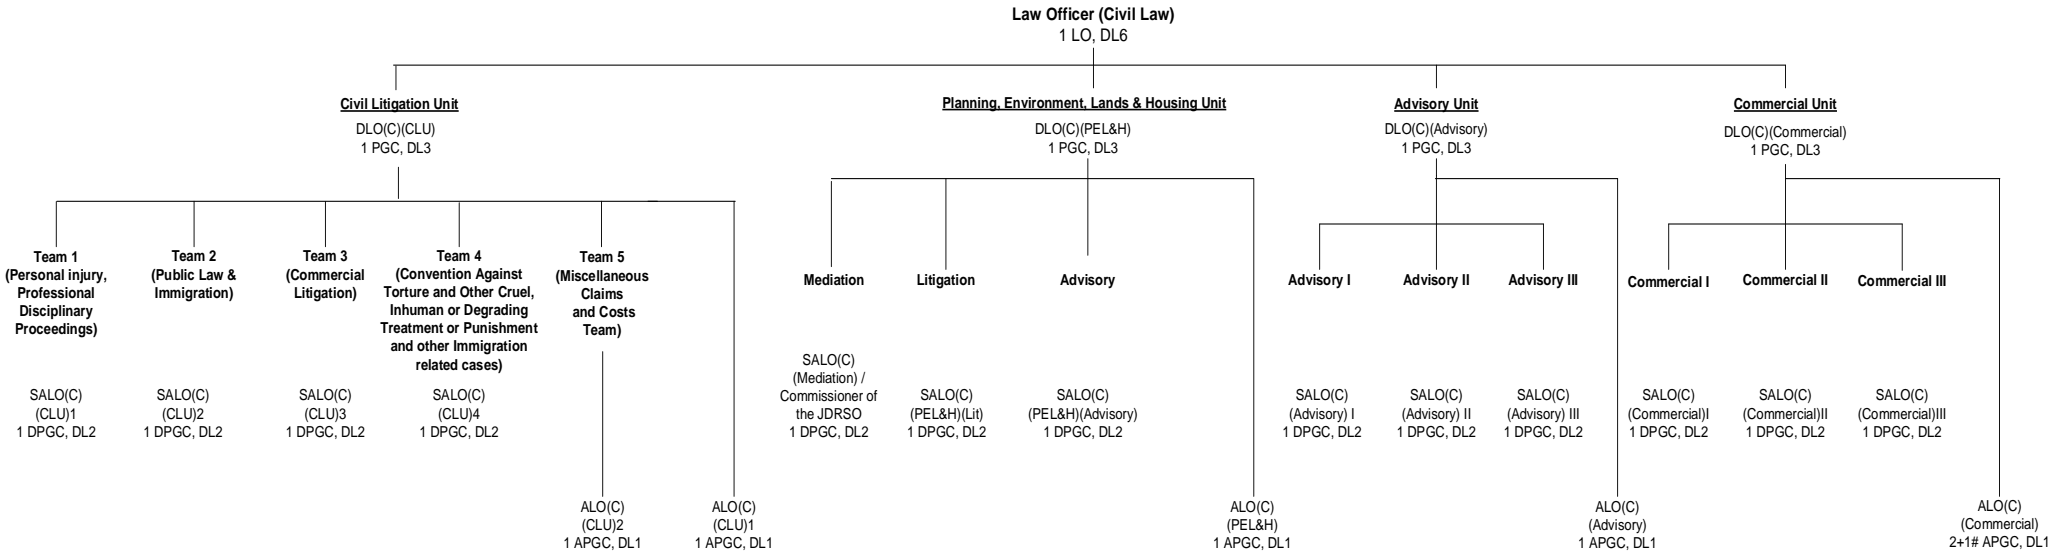 Law Officer (Civil Law)
1 LO, DL6
Civil Litigation Unit
DLO(C)(CLU)
1 PGC, DL3
Planning, Environment, Lands & Housing Unit
DLO(C)(PEL&H)
1 PGC, DL3
Advisory Unit
DLO(C)(Advisory)
1 PGC, DL3
Commercial Unit
DLO(C)(Commercial)
1 PGC, DL3
Team 1
(Personal injury,
Professional
Disciplinary
Proceedings)
SALO(C)
(CLU)1
1 DPGC, DL2
Team 2
(Public Law &
Immigration)
SALO(C)
(CLU)2
1 DPGC, DL2
Team 3
(Commercial
Litigation)
SALO(C)
(CLU)3
1 DPGC, DL2
Team 4
(Convention Against
Torture and Other Cruel,
Inhuman or Degrading
Treatment or Punishment
and other Immigration
related cases)
SALO(C)
(CLU)4
1 DPGC, DL2
Team 5
(Miscellaneous
Claims
and Costs
Team)
ALO(C)
(CLU)2
1 APGC, DL1
ALO(C)
(CLU)1
1 APGC, DL1
Mediation
SALO(C)
(Mediation) /
Commissioner of
the JDRSO
1 DPGC, DL2
Litigation
SALO(C)
(PEL&H)(Lit)
1 DPGC, DL2
Advisory
SALO(C)
(PEL&H)(Advisory)
1 DPGC, DL2
ALO(C)
(PEL&H)
1 APGC, DL1
Advisory I
SALO(C)
(Advisory) I
1 DPGC, DL2
Advisory II
SALO(C)
(Advisory) II
1 DPGC, DL2
Advisory III
SALO(C)
(Advisory) III
1 DPGC, DL2
ALO(C)
(Advisory)
1 APGC, DL1
Commercial I
SALO(C)
(Commercial)I
1 DPGC, DL2
Commercial II
SALO(C)
(Commercial)II
1 DPGC, DL2
Commercial III
SALO(C)
(Commercial)III
1 DPGC, DL2
ALO(C)
(Commercial)
2+1# APGC, DL1